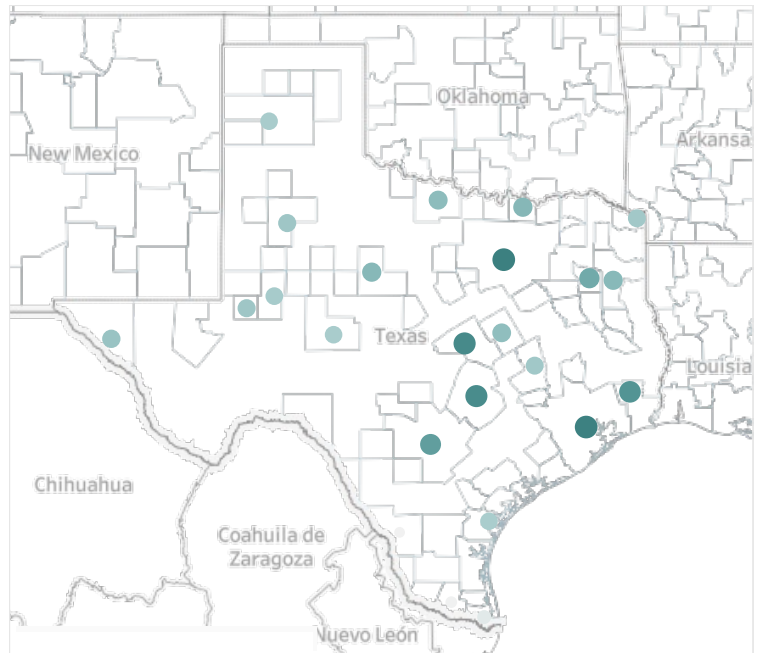 Oklahoma
Arkansa
New Mexico
Texas
Louisia
Chihuahua
Coahuila de
Zaragoza
Nuevo León